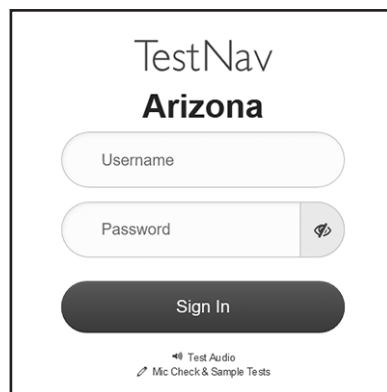 TestNav
Arizona
Username
Password
Sign In
Test Audio
Mic Check & Sample Tests